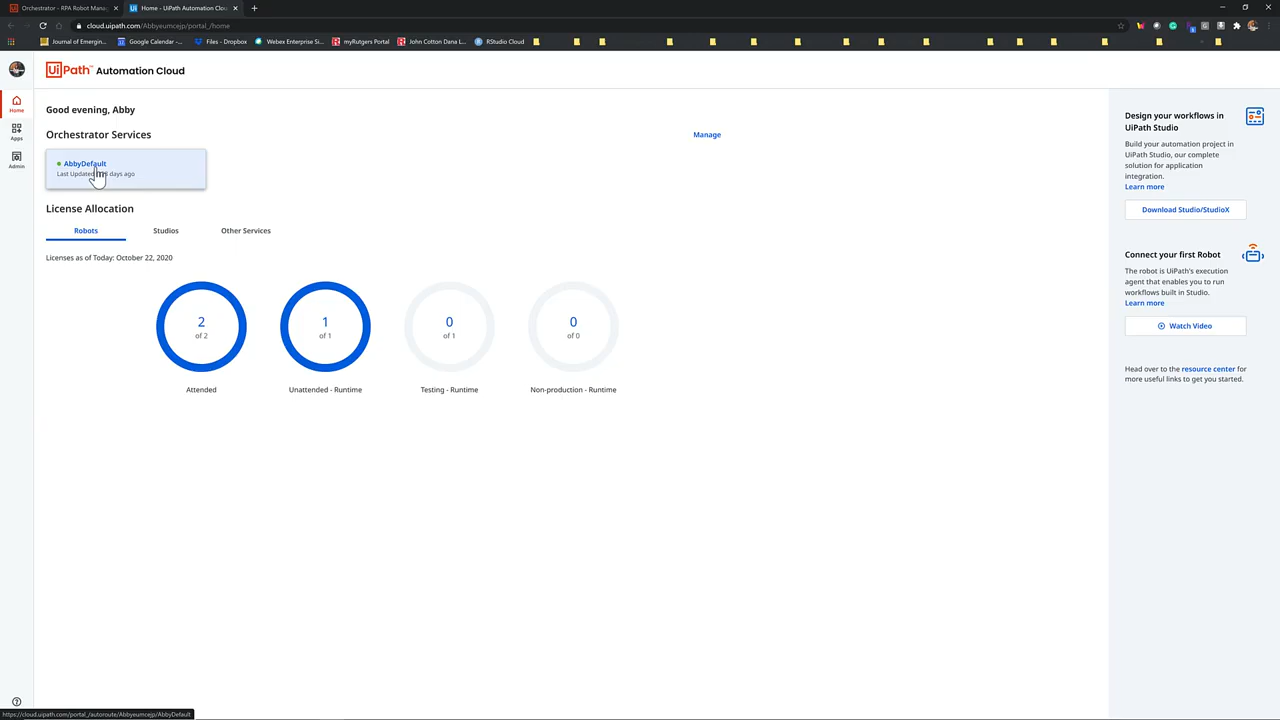 Orchestrator - RPA Robot Mana
Home - UiPath Automation Cloud
cloud.uipath.com/Abbyeumcejp/portal_/home
Journal of Emergin...
Google Calendar -...
Files - Dropbox
Webex Enterprise Si...
myRutgers Portal
John Cotton Dana L...
RStudio Cloud
UiPath™ Automation Cloud
Home
Apps
Admin
Good evening, Abby
Orchestrator Services
Manage
AbbyDefault
Last Updated days ago
License Allocation
Robots
Studios
Other Services
Licenses as of Today: October 22, 2020
2
of 2
Attended
1
of 1
Unattended - Runtime
0
of 1
Testing - Runtime
0
of 0
Non-production - Runtime
Design your workflows in
UiPath Studio
Build your automation project in
UiPath Studio, our complete
solution for application
integration.
Learn more
Download Studio/StudioX
Connect your first Robot
The robot is UiPath's execution
agent that enables you to run
workflows built in Studio.
Learn more
Watch Video
Head over to the resource center for
more useful links to get you started.
https://cloud.uipath.com/portal_/autoroute/Abbyeumcejp/AbbyDefault